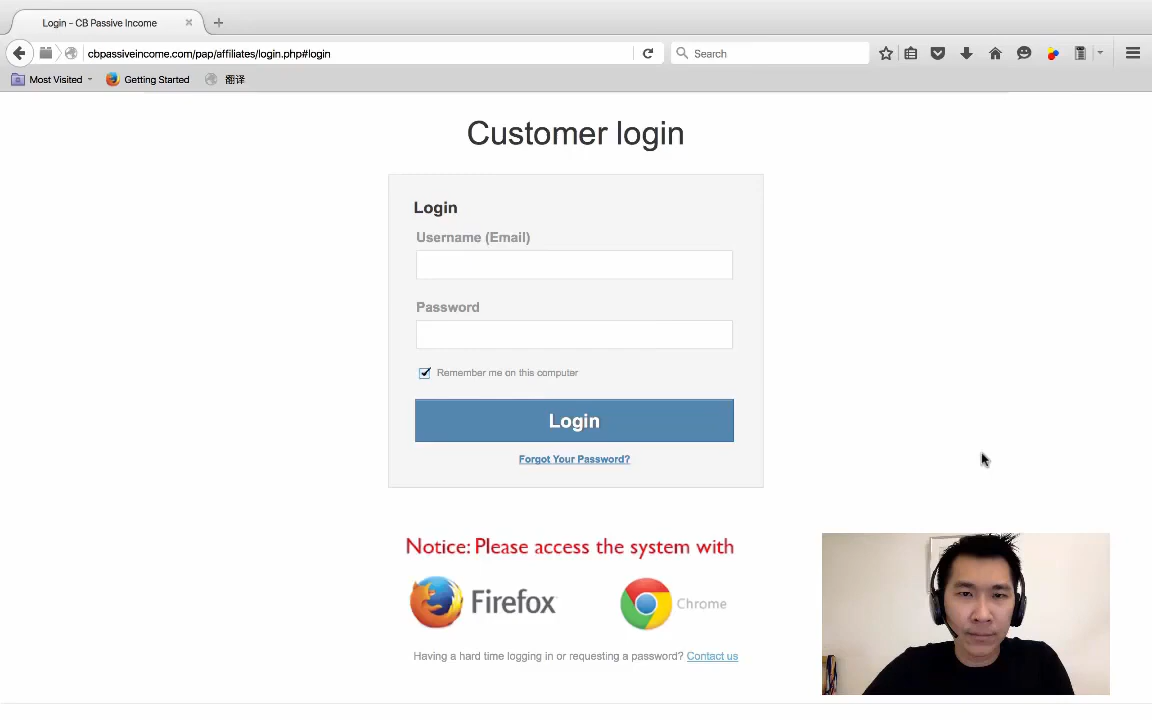 Login – CB Passive Income
cbpassiveincome.com/pap/affiliates/login.php#login
Search
Most Visited
Getting Started
翻译
Customer login
Login
Username (Email)
Password
Remember me on this computer
Login
Forgot Your Password?
Notice: Please access the system with
Firefox
Chrome
Having a hard time logging in or requesting a password? Contact us